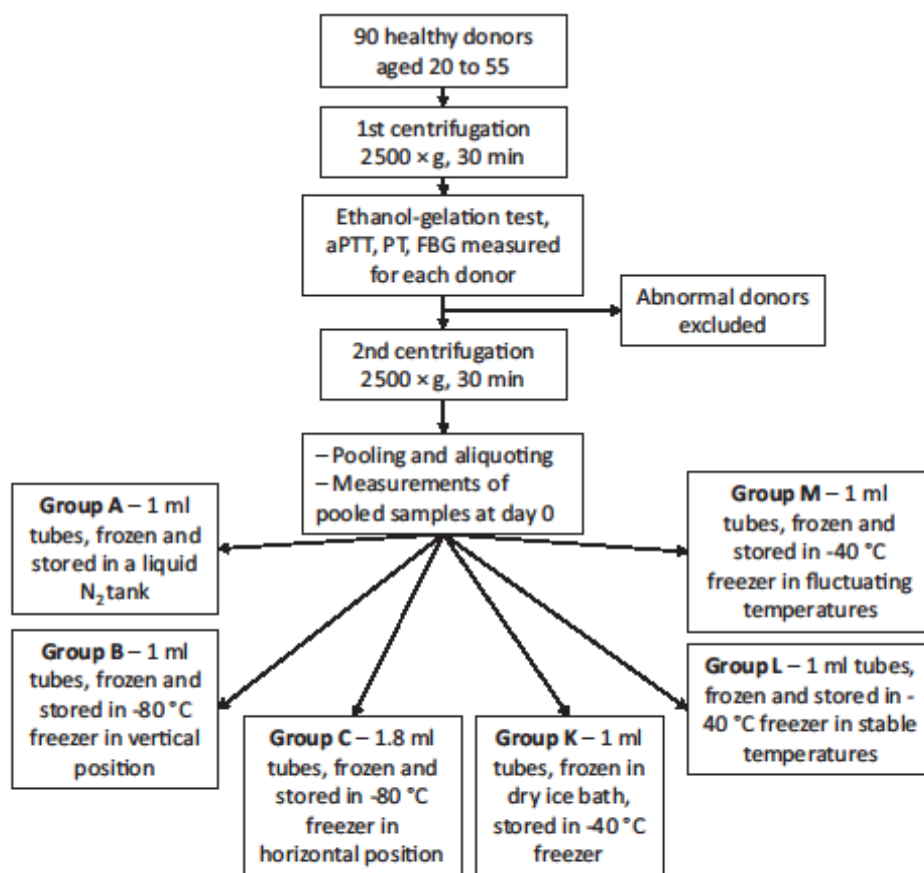 90 healthy donors
aged 20 to 55
1st centrifugation
2500 × g, 30 min
Ethanol-gelation test,
aPTT, PT, FBG measured
for each donor
Abnormal donors
excluded
2nd centrifugation
2500 × g, 30 min
– Pooling and aliquoting
– Measurements of
pooled samples at day 0
Group A – 1 ml
tubes, frozen and
stored in a liquid
N₂ tank
Group M – 1 ml
tubes, frozen and
stored in -40 °C
freezer in fluctuating
temperatures
Group B – 1 ml
tubes, frozen and
stored in -80 °C
freezer in vertical
position
Group C – 1.8 ml
tubes, frozen and
stored in -80 °C
freezer in
horizontal position
Group K – 1 ml
tubes, frozen in
dry ice bath,
stored in -40 °C
freezer
Group L – 1 ml tubes,
frozen and stored in -
40 °C freezer in stable
temperatures